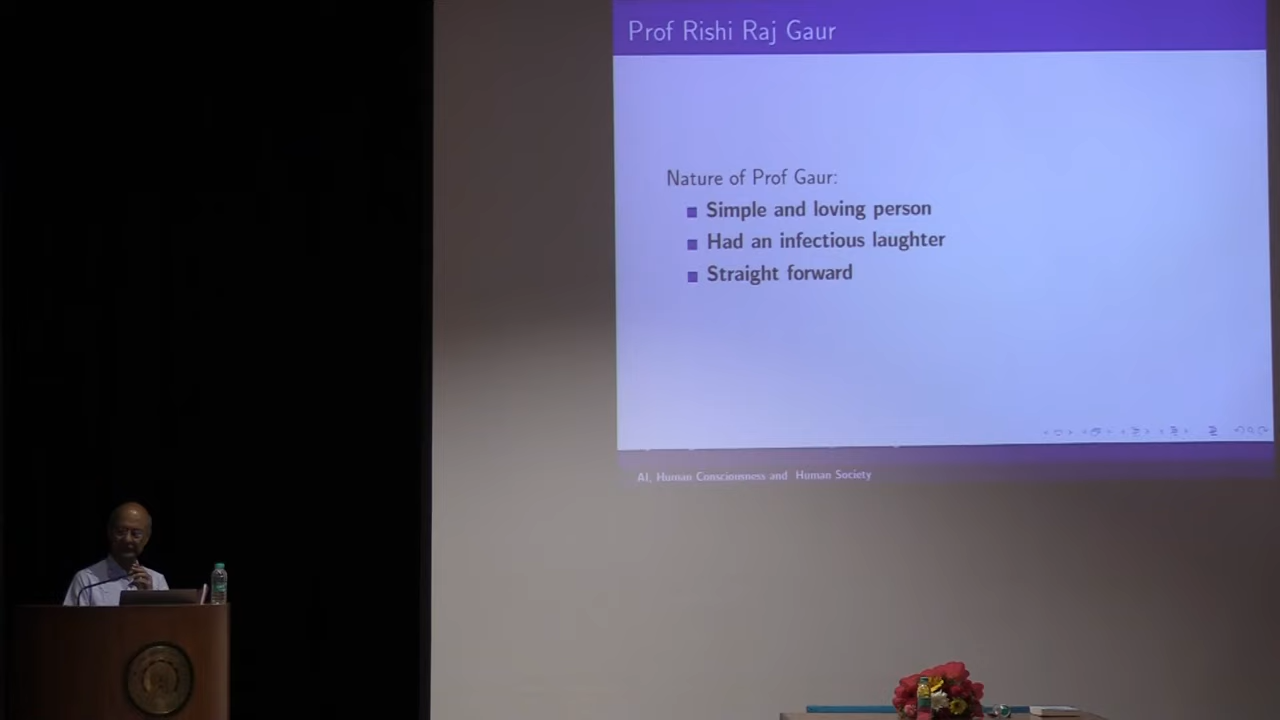 Prof Rishi Raj Gaur
Nature of Prof Gaur:
Simple and loving person
Had an infectious laughter
Straight forward
AI, Human Consciousness and Human Society